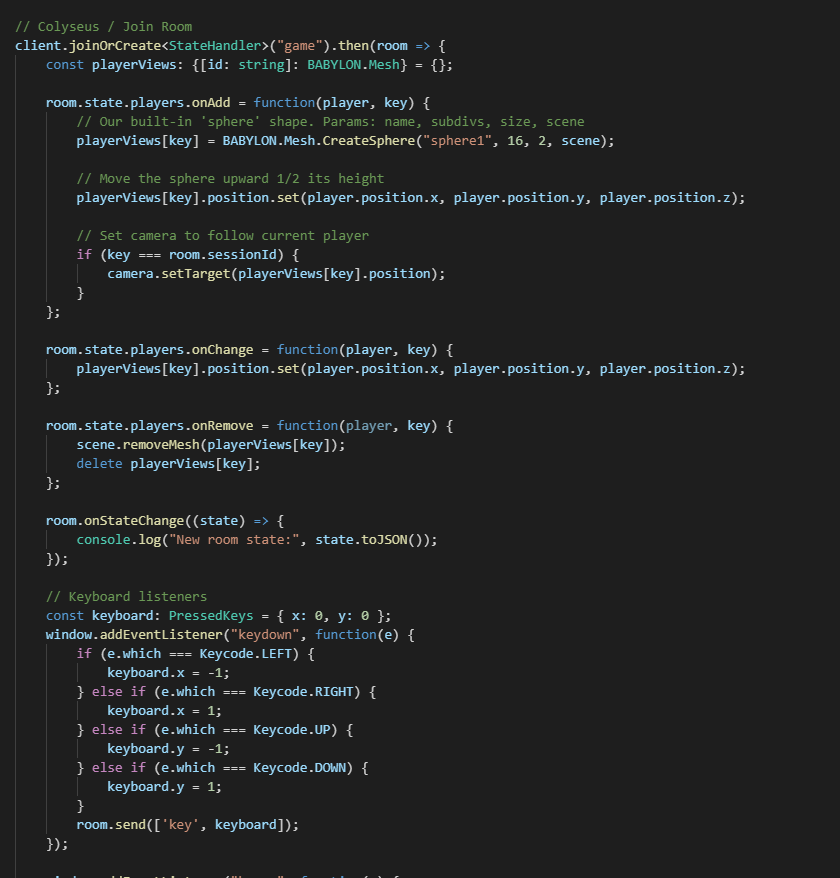 // Colyseus / Join Room
client.joinOrCreate<StateHandler>("game").then(room => {
    const playerViews: {[id: string]: BABYLON.Mesh} = {};

    room.state.players.onAdd = function(player, key) {
        // Our built-in 'sphere' shape. Params: name, subdivs, size, scene
        playerViews[key] = BABYLON.Mesh.CreateSphere("sphere1", 16, 2, scene);

        // Move the sphere upward 1/2 its height
        playerViews[key].position.set(player.position.x, player.position.y, player.position.z);

        // Set camera to follow current player
        if (key === room.sessionId) {
            camera.setTarget(playerViews[key].position);
        }
    };

    room.state.players.onChange = function(player, key) {
        playerViews[key].position.set(player.position.x, player.position.y, player.position.z);
    };

    room.state.players.onRemove = function(player, key) {
        scene.removeMesh(playerViews[key]);
        delete playerViews[key];
    };

    room.onStateChange((state) => {
        console.log("New room state:", state.toJSON());
    });

    // Keyboard listeners
    const keyboard: PressedKeys = { x: 0, y: 0 };
    window.addEventListener("keydown", function(e) {
        if (e.which === Keycode.LEFT) {
            keyboard.x = -1;
        } else if (e.which === Keycode.RIGHT) {
            keyboard.x = 1;
        } else if (e.which === Keycode.UP) {
            keyboard.y = -1;
        } else if (e.which === Keycode.DOWN) {
            keyboard.y = 1;
        }
        room.send(['key', keyboard]);
    });